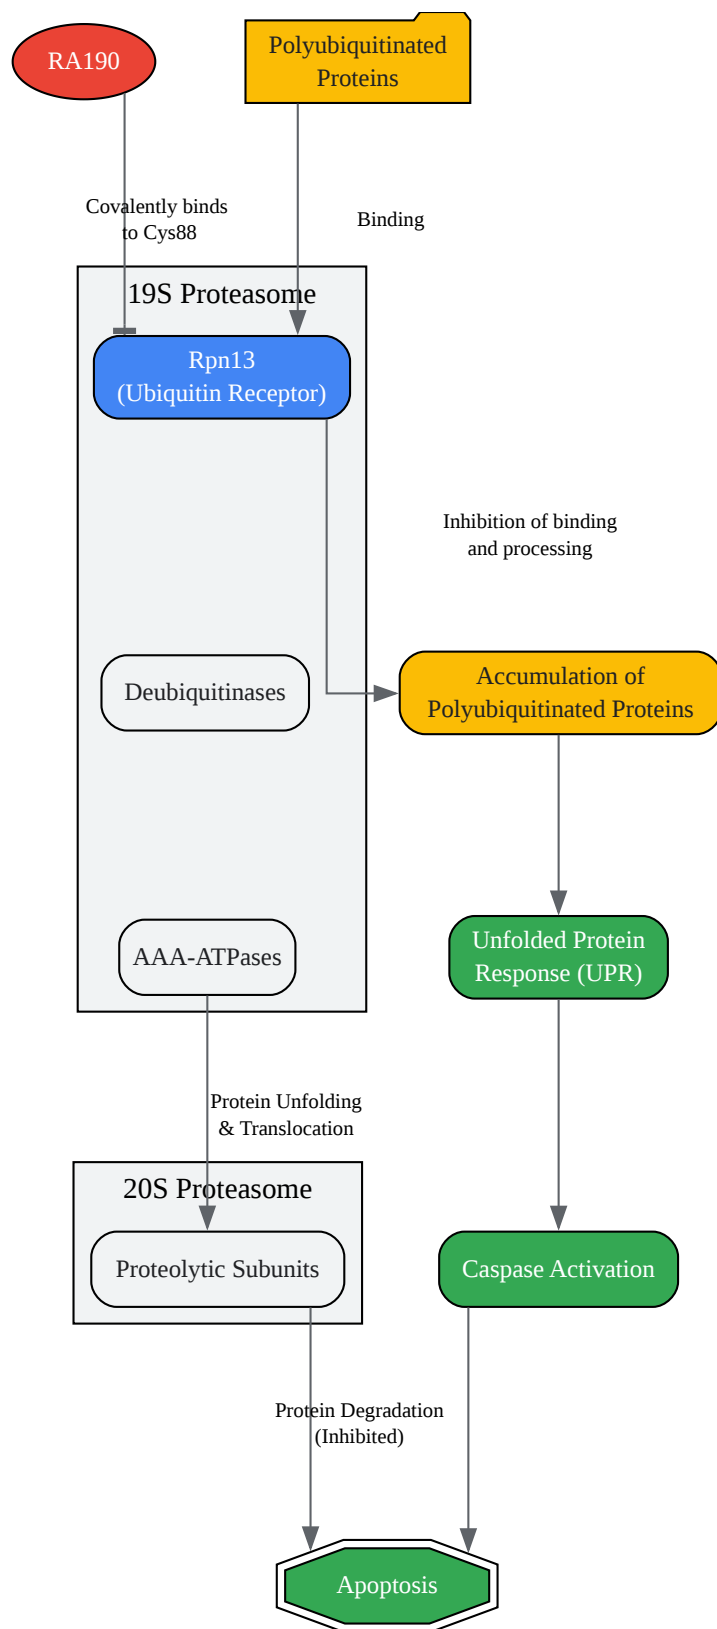 RA190
Polyubiquitinated
Proteins
Covalently binds
to Cys88
Binding
19S Proteasome
Rpn13
(Ubiquitin Receptor)
Inhibition of binding
and processing
Deubiquitinases
Accumulation of
Polyubiquitinated Proteins
AAA-ATPases
Unfolded Protein
Response (UPR)
Protein Unfolding
& Translocation
20S Proteasome
Proteolytic Subunits
Caspase Activation
Protein Degradation
(Inhibited)
Apoptosis